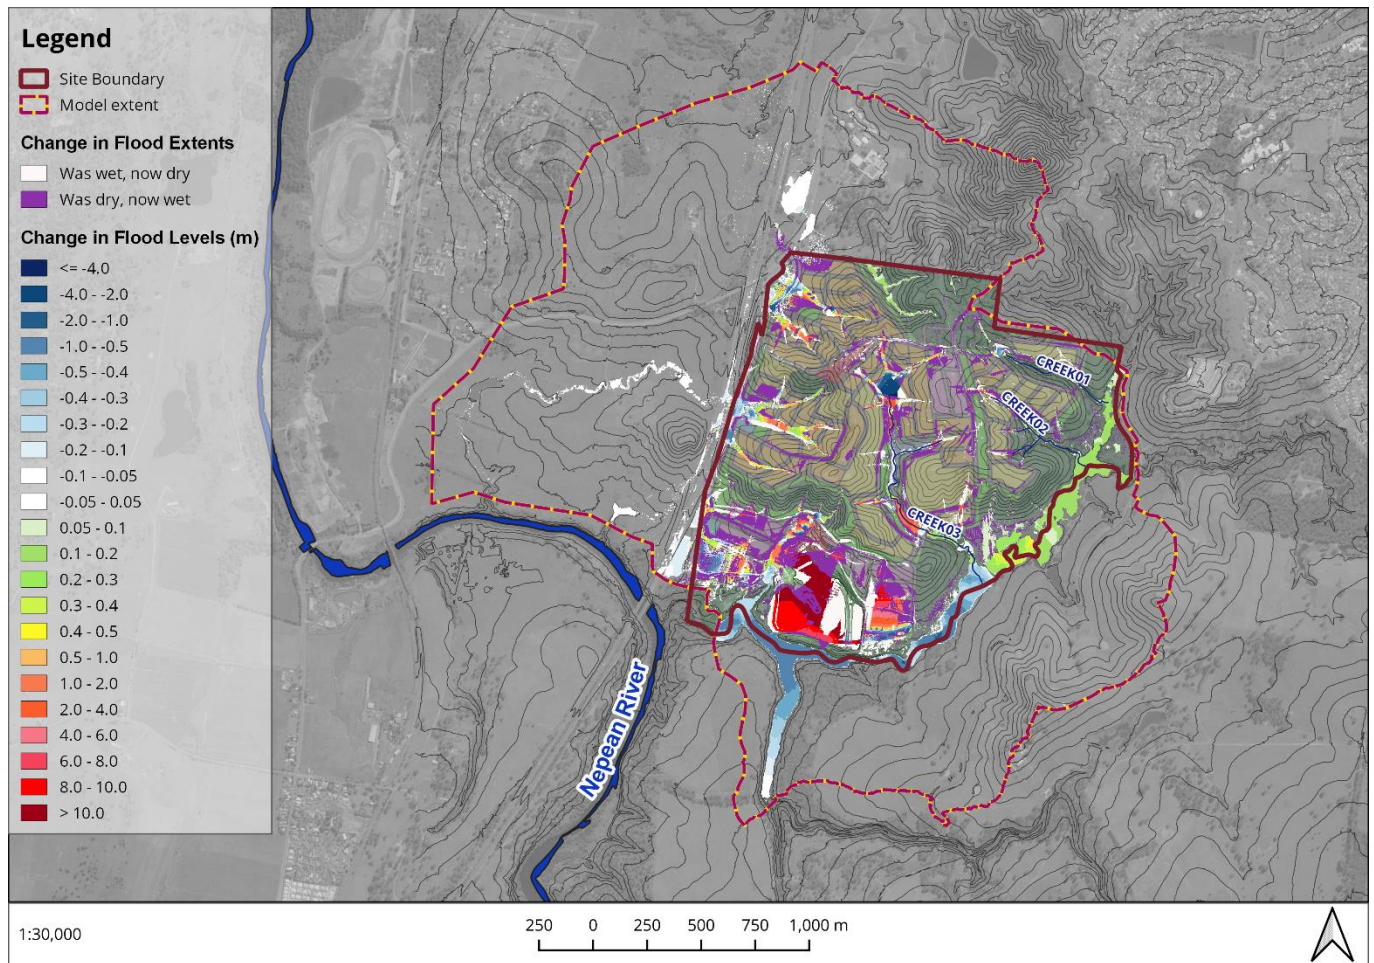 Legend
Site Boundary
Model extent
Change in Flood Extents
Was wet, now dry
Was dry, now wet
Change in Flood Levels (m)
<= -4.0
-4.0 - -2.0
-2.0 - -1.0
-1.0 - -0.5
-0.5 - -0.4
-0.4 - -0.3
-0.3 - -0.2
-0.2 - -0.1
-0.1 - -0.05
-0.05 - 0.05
0.05 - 0.1
0.1 - 0.2
0.2 - 0.3
0.3 - 0.4
0.4 - 0.5
0.5 - 1.0
1.0 - 2.0
2.0 - 4.0
4.0 - 6.0
6.0 - 8.0
8.0 - 10.0
> 10.0
CREEK01
CREEK02
CREEK03
Nepean River
1:30,000
250 0 250 500 750 1,000 m